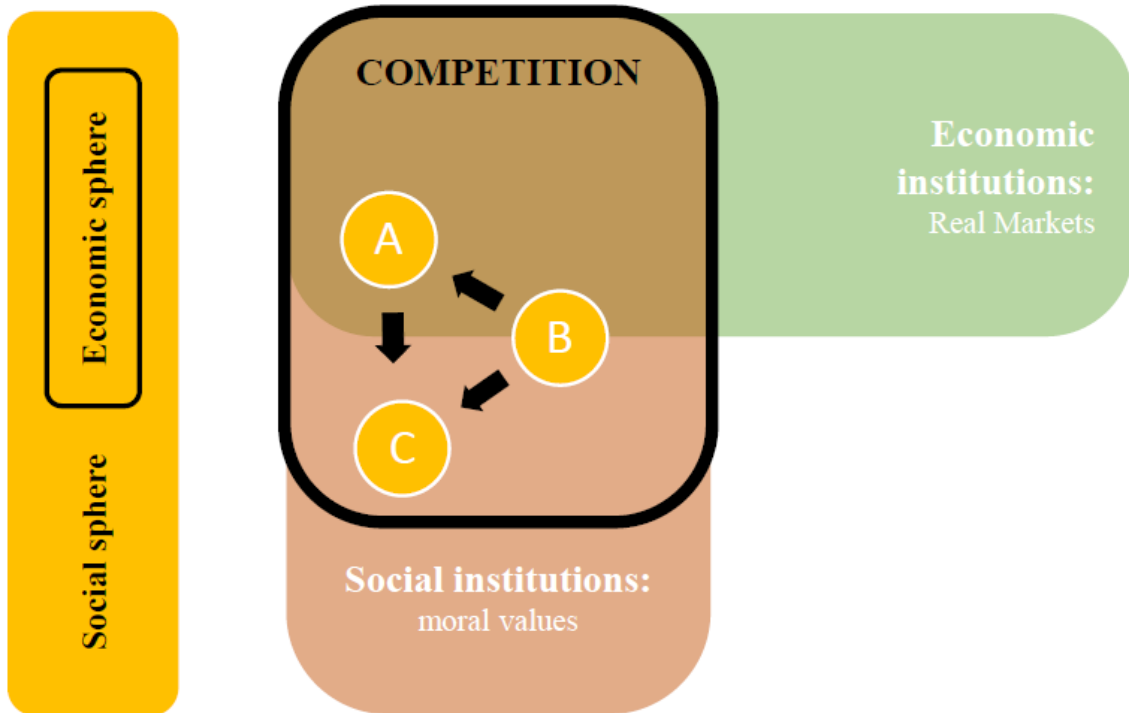 Economic sphere
Social sphere
COMPETITION
A
B
C
Economic
institutions:
Real Markets
Social institutions:
moral values